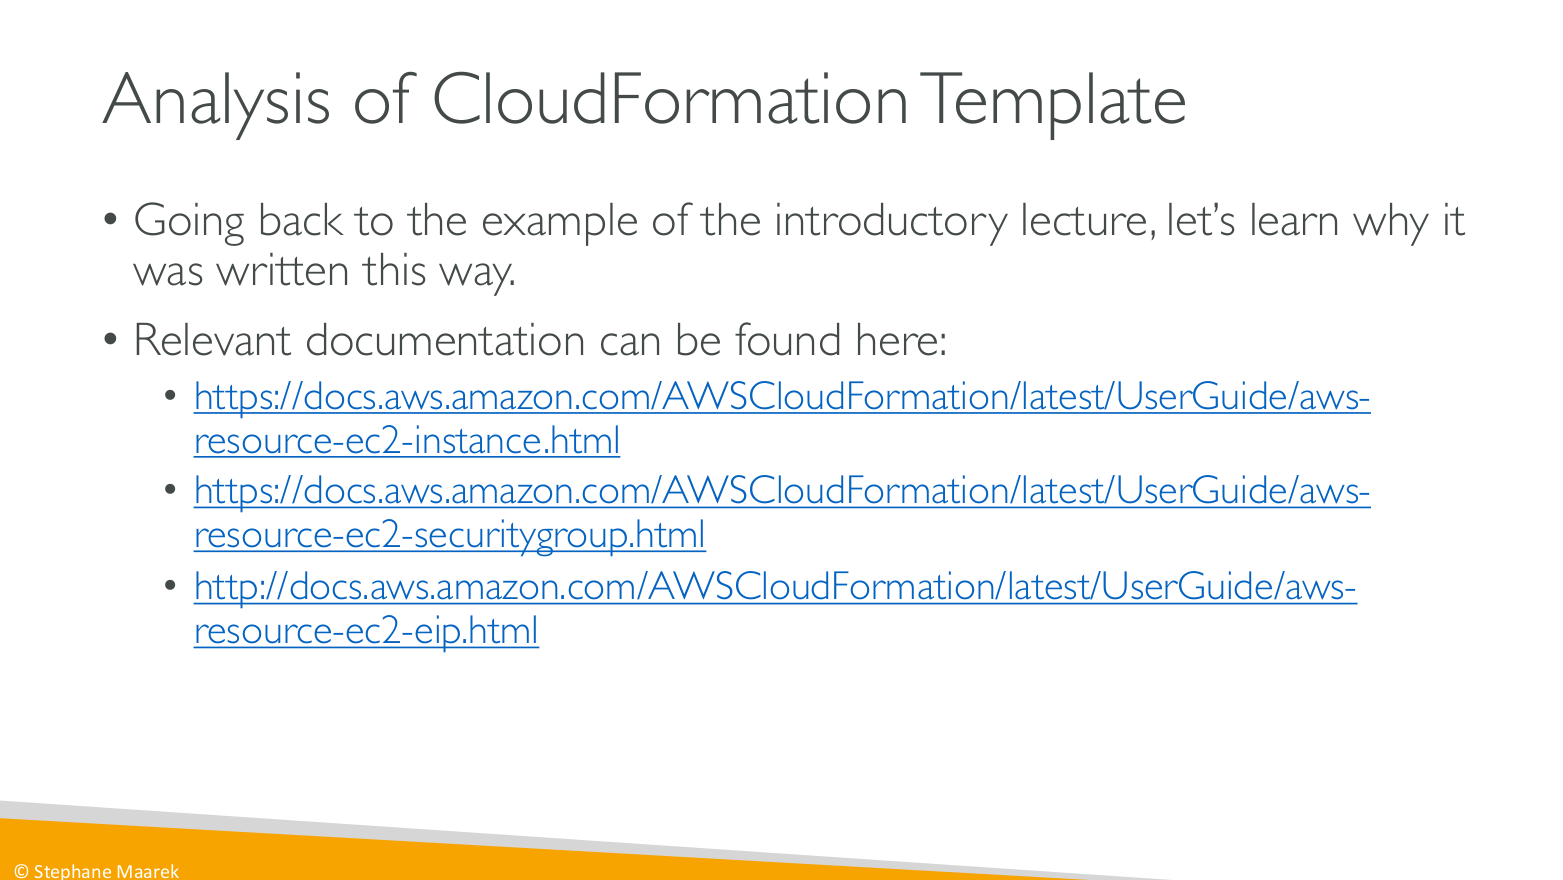 Analysis of CloudFormation Template
• Going back to the example of the introductory lecture, let’s learn why it
was written this way.
• Relevant documentation can be found here:
• https://docs.aws.amazon.com/AWSCloudFormation/latest/UserGuide/aws-
resource-ec2-instance.html
• https://docs.aws.amazon.com/AWSCloudFormation/latest/UserGuide/aws-
resource-ec2-securitygroup.html
• http://docs.aws.amazon.com/AWSCloudFormation/latest/UserGuide/aws-
resource-ec2-eip.html
© Stephane Maarek